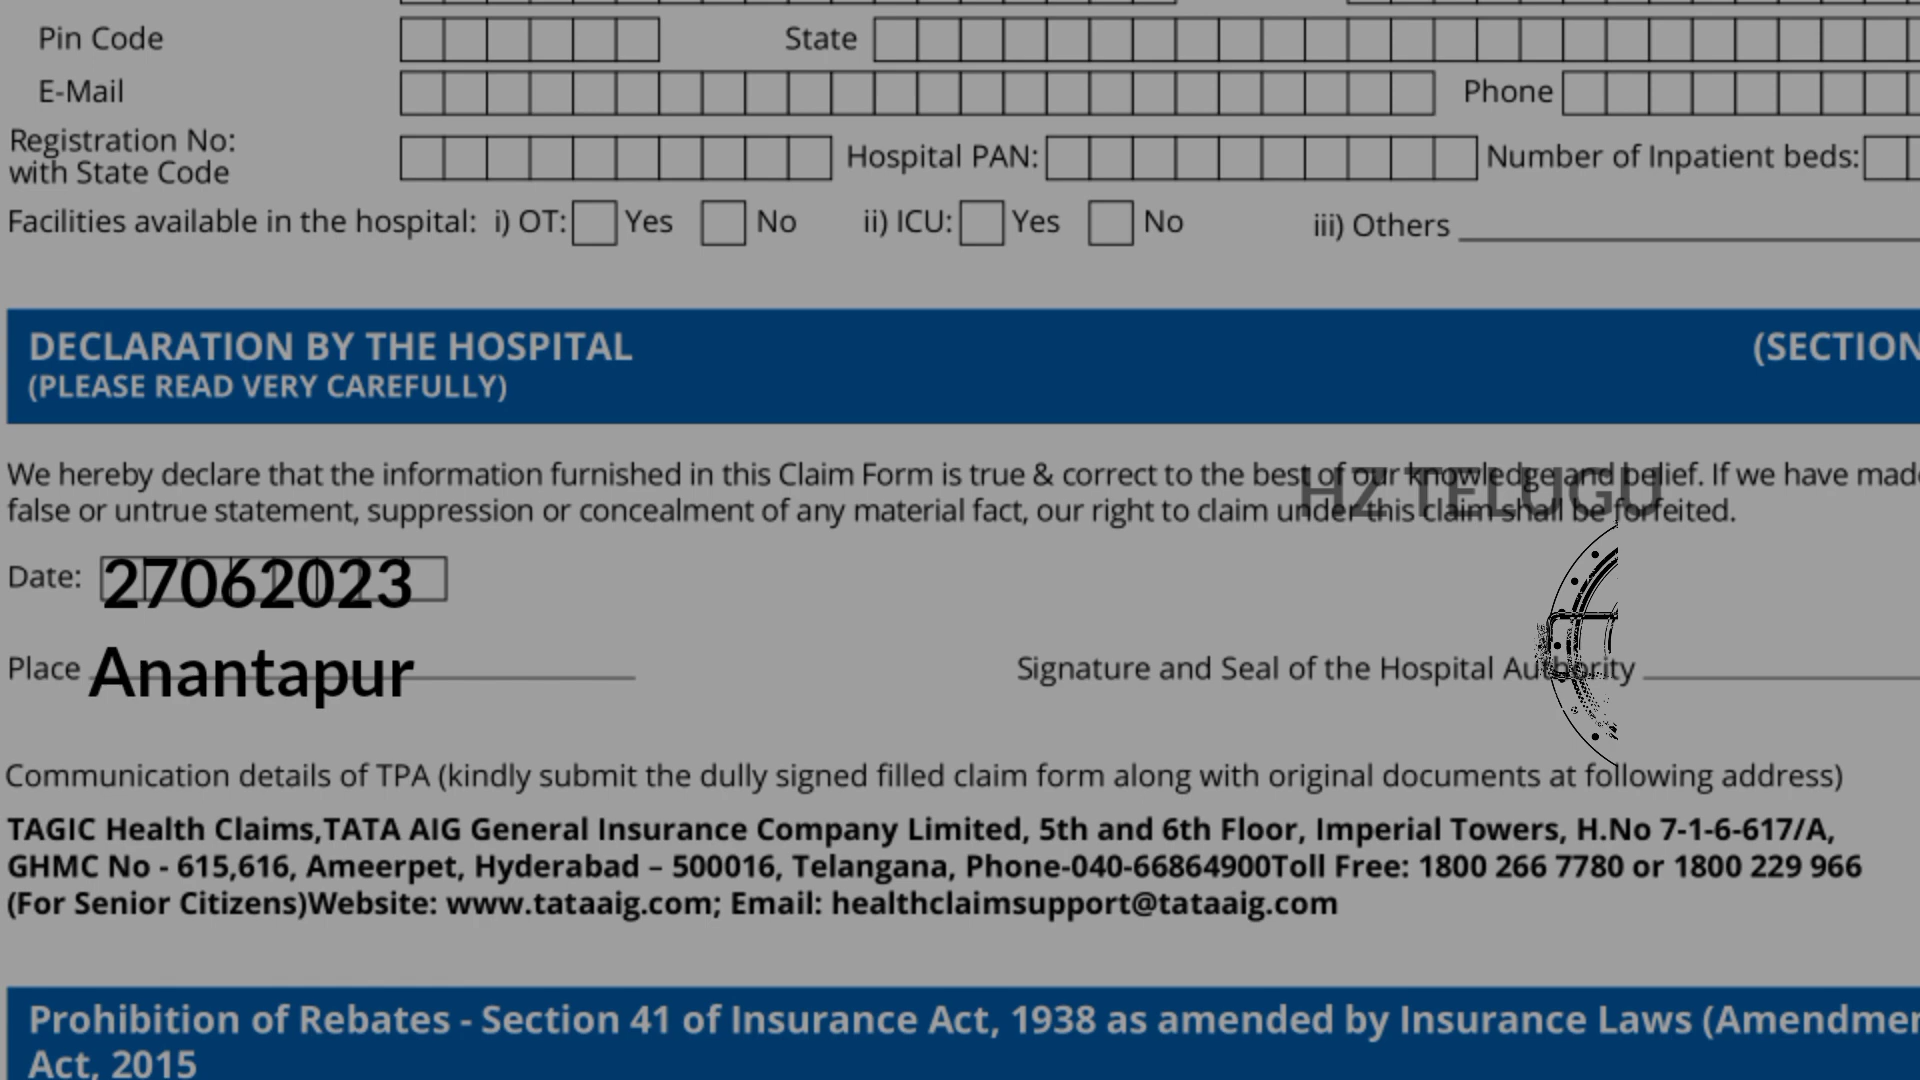 Pin Code State
E-Mail Phone
Registration No:
with State Code Hospital PAN: Number of Inpatient beds:
Facilities available in the hospital: i) OT: Yes No ii) ICU: Yes No iii) Others
DECLARATION BY THE HOSPITAL (SECTION
(PLEASE READ VERY CAREFULLY)
We hereby declare that the information furnished in this Claim Form is true & correct to the best of our knowledge and belief. If we have made
false or untrue statement, suppression or concealment of any material fact, our right to claim under this claim shall be forfeited.
HZ TELUGU
Date: 27062023
Place Anantapur Signature and Seal of the Hospital Authority
Communication details of TPA (kindly submit the dully signed filled claim form along with original documents at following address)
TAGIC Health Claims,TATA AIG General Insurance Company Limited, 5th and 6th Floor, Imperial Towers, H.No 7-1-6-617/A,
GHMC No - 615,616, Ameerpet, Hyderabad – 500016, Telangana, Phone-040-66864900Toll Free: 1800 266 7780 or 1800 229 966
(For Senior Citizens)Website: www.tataaig.com; Email: healthclaimsupport@tataaig.com
Prohibition of Rebates - Section 41 of Insurance Act, 1938 as amended by Insurance Laws (Amendmen
Act, 2015